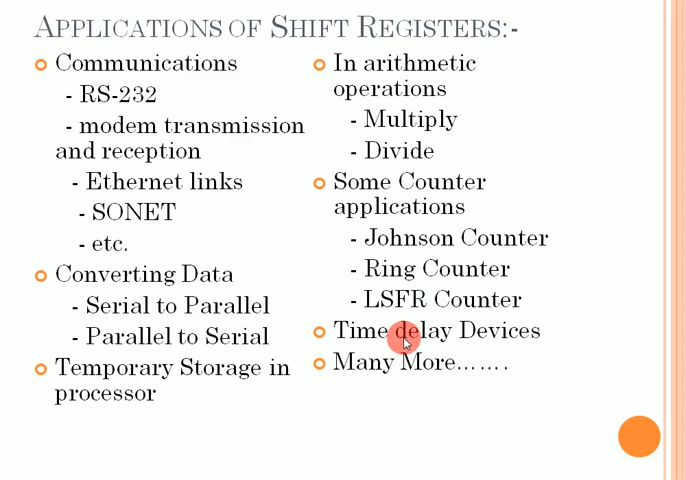 APPLICATIONS OF SHIFT REGISTERS:-
Communications
- RS-232
- modem transmission
and reception
- Ethernet links
- SONET
- etc.
Converting Data
- Serial to Parallel
- Parallel to Serial
Temporary Storage in
processor
In arithmetic
operations
- Multiply
- Divide
Some Counter
applications
- Johnson Counter
- Ring Counter
- LSFR Counter
Time delay Devices
Many More.......